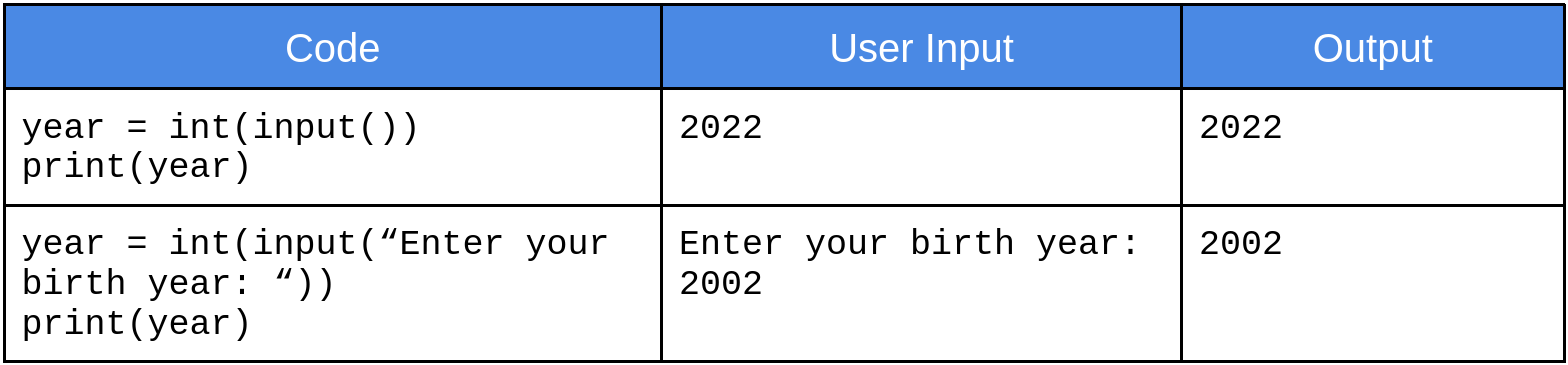 Code User Input Output
year = int(input()) 2022 2022
print(year)
year = int(input(“Enter your Enter your birth year: 2002
birth year: “)) 2002
print(year)